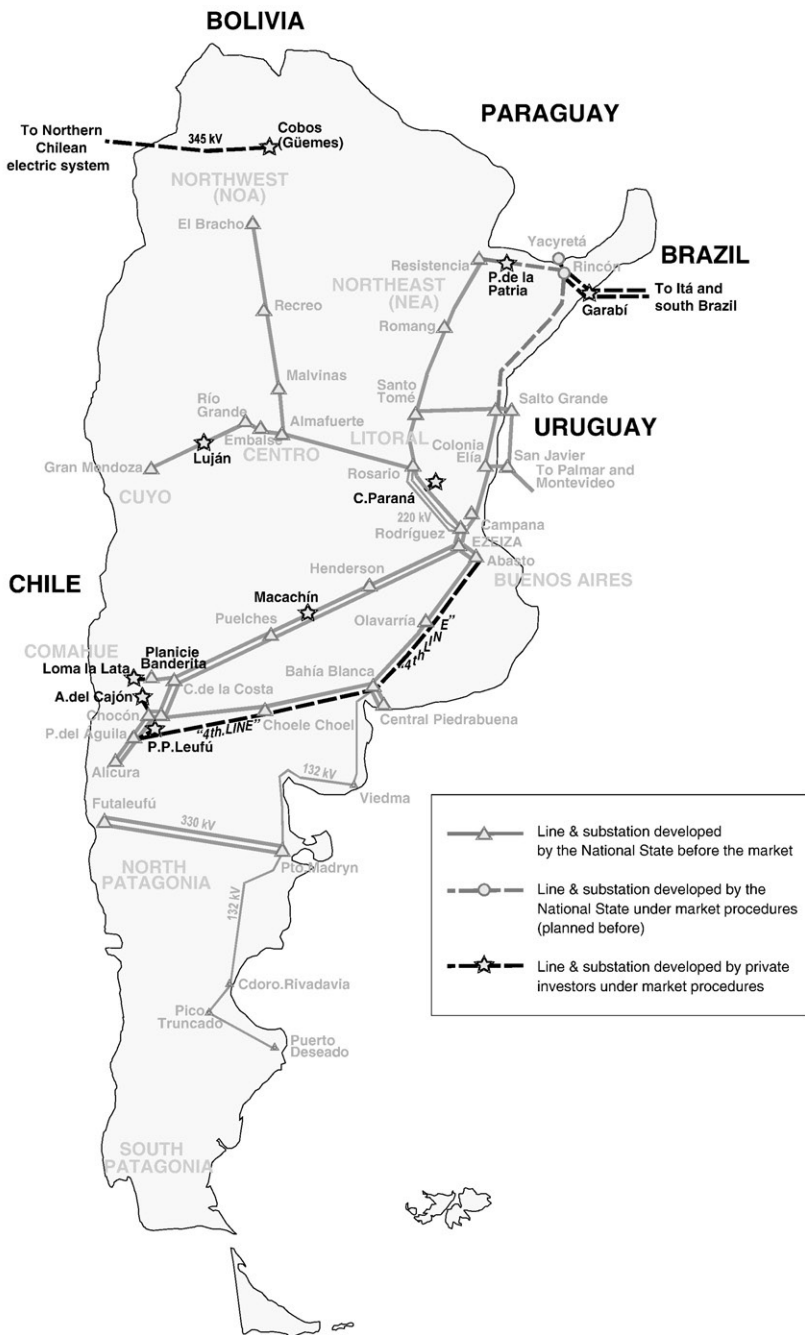 BOLIVIA
PARAGUAY
To Northern
Chilean
electric system
345 kV
Cobos
(Güemes)
NORTHWEST
(NOA)
El Bracho
Yacyretá
BRAZIL
Resistencia
P.de la
Patria
Rincón
NORTHEAST
(NEA)
To Itá and
south Brazil
Garabí
Recreo
Romang
Malvinas
Santo
Tomé
Salto Grande
Río
Grande
Almafuerte
Embalse
CENTRO
LITORAL
URUGUAY
Colonia
Elía
San Javier
To Palmar and
Montevideo
Gran Mendoza
Luján
CUYO
Rosario
C.Paraná
220 kV
Rodríguez
Campana
EZEIZA
Abasto
BUENOS AIRES
Henderson
CHILE
Macachín
Puelches
Olavarría
"4th.LINE"
COMAHUE
Planicie
Banderita
Loma la Lata
C.de la Costa
Bahía Blanca
A.del Cajón
Chocón
Choele Choel
Central Piedrabuena
P.del Aguila
P.P.Leufú
"4th.LINE"
Alicura
132 kV
Viedma
Futaleufú
330 kV
Pto.Madryn
NORTH
PATAGONIA
132 kV
Cdoro.Rivadavia
Pico
Truncado
Puerto
Deseado
SOUTH
PATAGONIA
Line & substation developed
by the National State before the market
Line & substation developed by the
National State under market procedures
(planned before)
Line & substation developed by private
investors under market procedures